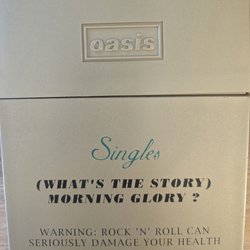 oasis
Singles
(WHAT'S THE STORY)
MORNING GLORY ?
WARNING: ROCK 'N' ROLL CAN
SERIOUSLY DAMAGE YOUR HEALTH